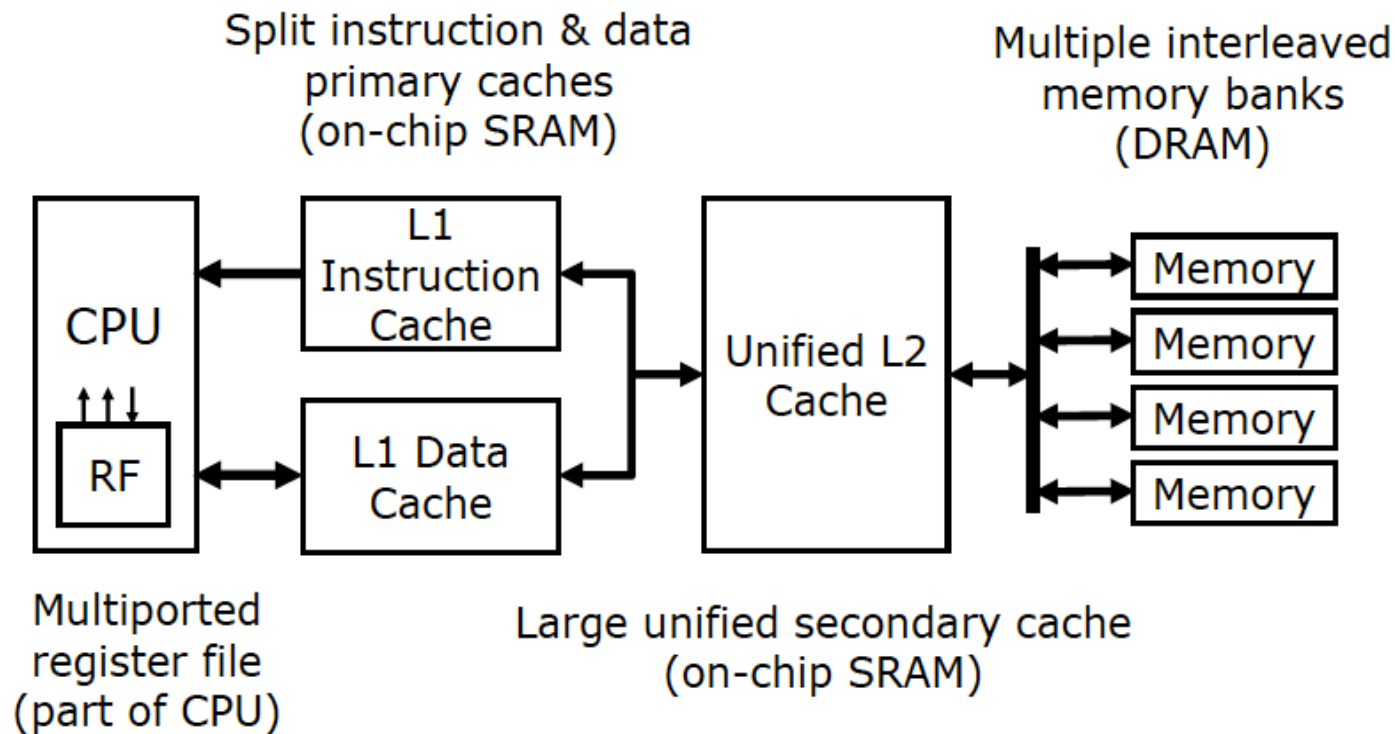 Split instruction & data
primary caches
(on-chip SRAM)
Multiple interleaved
memory banks
(DRAM)
CPU
RF
L1
Instruction
Cache
L1 Data
Cache
Unified L2
Cache
Memory
Memory
Memory
Memory
Multiported
register file
(part of CPU)
Large unified secondary cache
(on-chip SRAM)